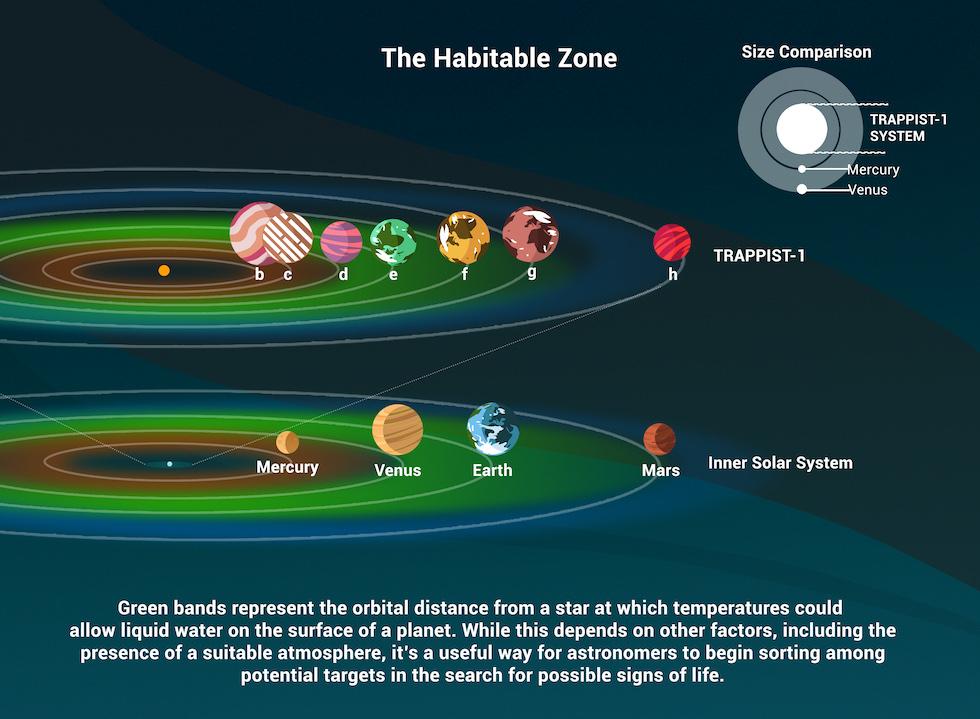 The Habitable Zone
Size Comparison
TRAPPIST-1
SYSTEM
Mercury
Venus
b c d e f g h
TRAPPIST-1
Mercury Venus Earth Mars Inner Solar System
Green bands represent the orbital distance from a star at which temperatures could
allow liquid water on the surface of a planet. While this depends on other factors, including the
presence of a suitable atmosphere, it's a useful way for astronomers to begin sorting among
potential targets in the search for possible signs of life.